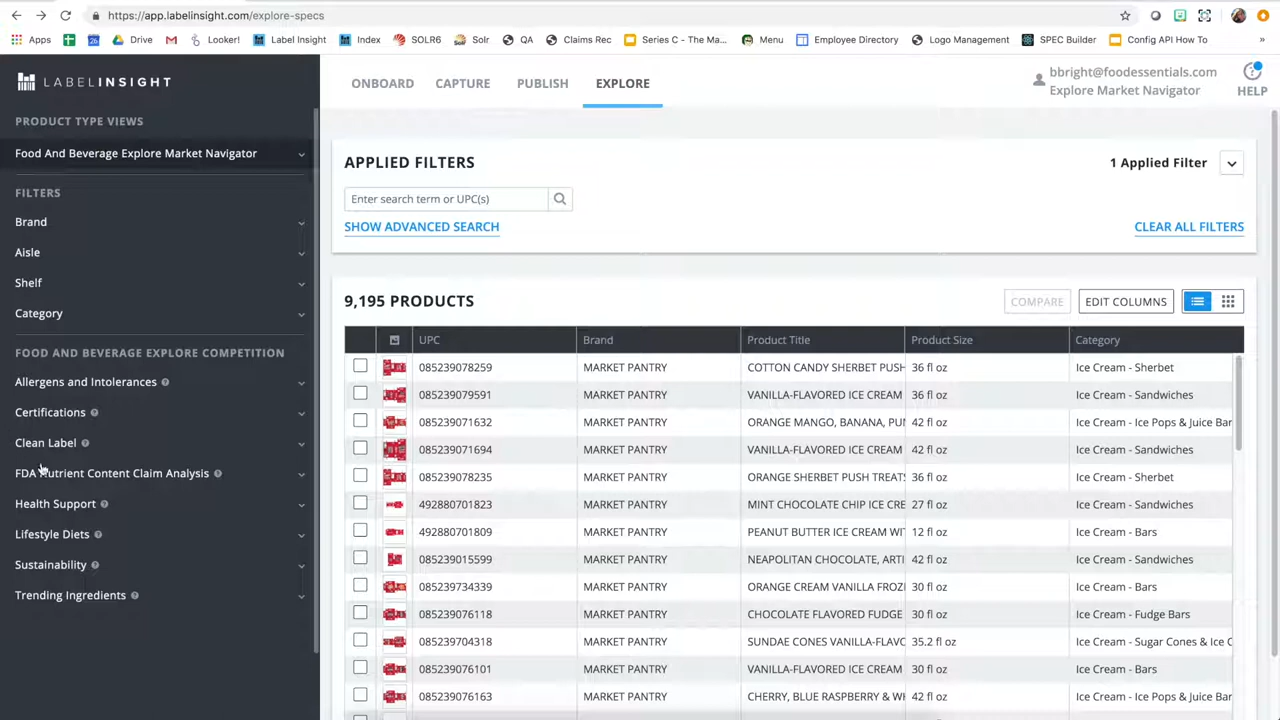 https://app.labelinsight.com/explore-specs
Apps
Drive
Looker!
Label Insight
Index
SOLR6
Solr
QA
Claims Rec
Series C - The Ma...
Menu
Employee Directory
Logo Management
SPEC Builder
Config API How To
»
LABELINSIGHT
ONBOARD CAPTURE PUBLISH EXPLORE
bbright@foodessentials.com
Explore Market Navigator
HELP
PRODUCT TYPE VIEWS
Food And Beverage Explore Market Navigator
FILTERS
Brand
Aisle
Shelf
Category
FOOD AND BEVERAGE EXPLORE COMPETITION
Allergens and Intolerances
Certifications
Clean Label
FDA Nutrient Content Claim Analysis
Health Support
Lifestyle Diets
Sustainability
Trending Ingredients
APPLIED FILTERS
1 Applied Filter
Enter search term or UPC(s)
SHOW ADVANCED SEARCH
CLEAR ALL FILTERS
9,195 PRODUCTS
COMPARE
EDIT COLUMNS
UPC Brand Product Title Product Size Category
085239078259 MARKET PANTRY COTTON CANDY SHERBET PUSH 36 fl oz Ice Cream - Sherbet
085239079591 MARKET PANTRY VANILLA-FLAVORED ICE CREAM 36 fl oz Ice Cream - Sandwiches
085239071632 MARKET PANTRY ORANGE MANGO, BANANA, PU 42 fl oz Ice Cream - Ice Pops & Juice Bar
085239071694 MARKET PANTRY VANILLA-FLAVORED ICE CREAM 42 fl oz Ice Cream - Sandwiches
085239078235 MARKET PANTRY ORANGE SHERBET PUSH TREATS 36 fl oz Ice Cream - Sherbet
492880701823 MARKET PANTRY MINT CHOCOLATE CHIP ICE CRE 27 fl oz Ice Cream - Sandwiches
492880701809 MARKET PANTRY PEANUT BUTTER ICE CREAM WI 12 fl oz Ice Cream - Bars
085239015599 MARKET PANTRY NEAPOLITAN CHOCOLATE, ARTI 42 fl oz Ice Cream - Sandwiches
085239734339 MARKET PANTRY ORANGE CREAM VANILLA FROZ 30 fl oz Ice Cream - Bars
085239076118 MARKET PANTRY CHOCOLATE FLAVORED FUDGE 30 fl oz Ice Cream - Fudge Bars
085239704318 MARKET PANTRY SUNDAE CONES VANILLA-FLAVO 35.2 fl oz Ice Cream - Sugar Cones & Ice C
085239076101 MARKET PANTRY VANILLA-FLAVORED ICE CREAM 30 fl oz Ice Cream - Bars
085239076163 MARKET PANTRY CHERRY, BLUE RASPBERRY & W 42 fl oz Ice Cream - Ice Pops & Juice Bar